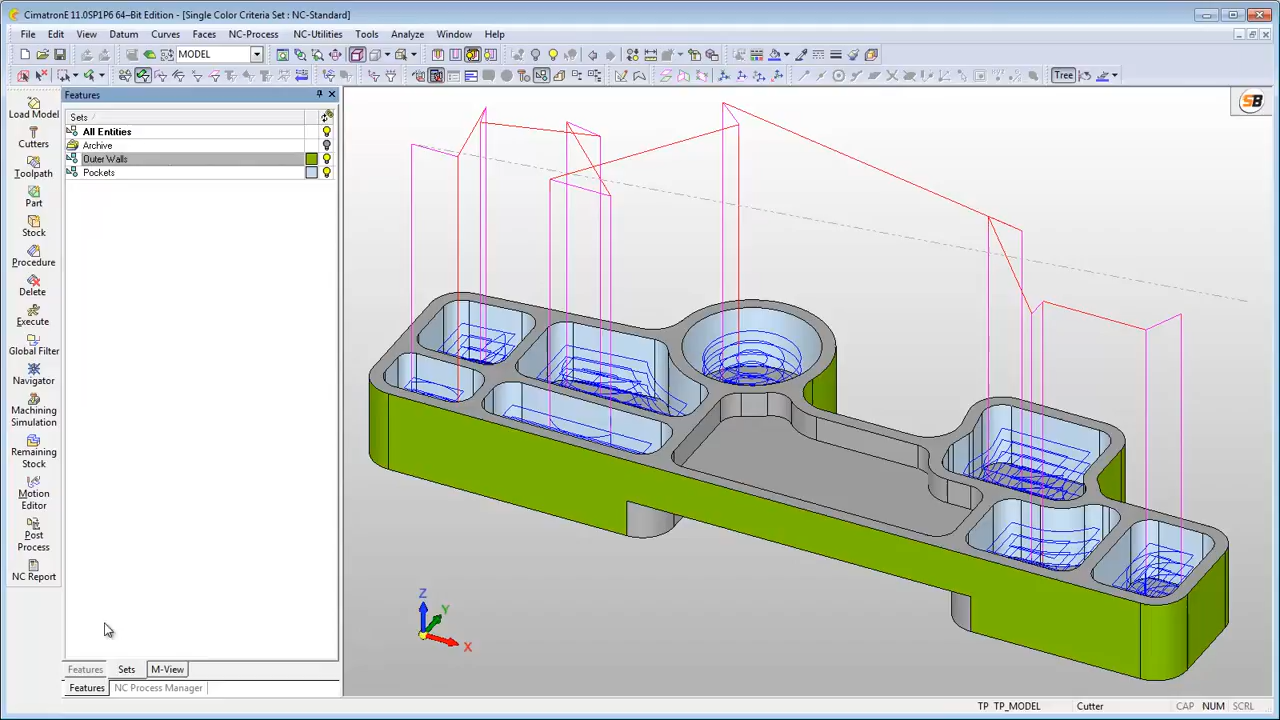 CimatronE 11.0SP1P6 64-Bit Edition - [Single Color Criteria Set : NC-Standard]
File Edit View Datum Curves Faces NC-Process NC-Utilities Tools Analyze Window Help
MODEL
Tree
Load Model
Cutters
Toolpath
Part
Stock
Procedure
Delete
Execute
Global Filter
Navigator
Machining
Simulation
Remaining
Stock
Motion
Editor
Post
Process
NC Report
Features
Sets
All Entities
Archive
Outer Walls
Pockets
Features Sets M-View
Features NC Process Manager
SB
Z
Y
X
TP TP_MODEL Cutter CAP NUM SCRL